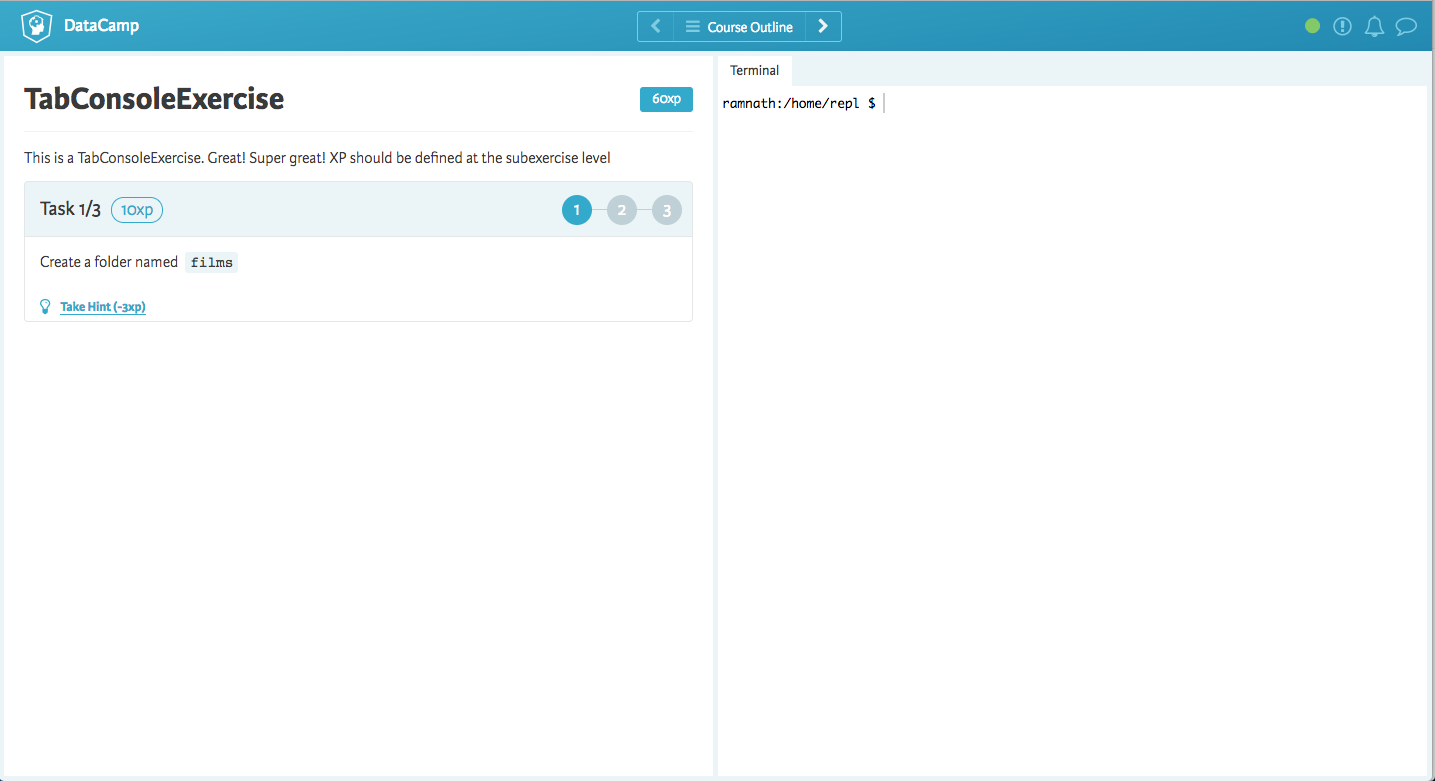 DataCamp
Course Outline
TabConsoleExercise
60xp
This is a TabConsoleExercise. Great! Super great! XP should be defined at the subexercise level
Task 1/3 10xp
1 2 3
Create a folder named films
Take Hint (-3xp)
Terminal
ramnath:/home/repl $